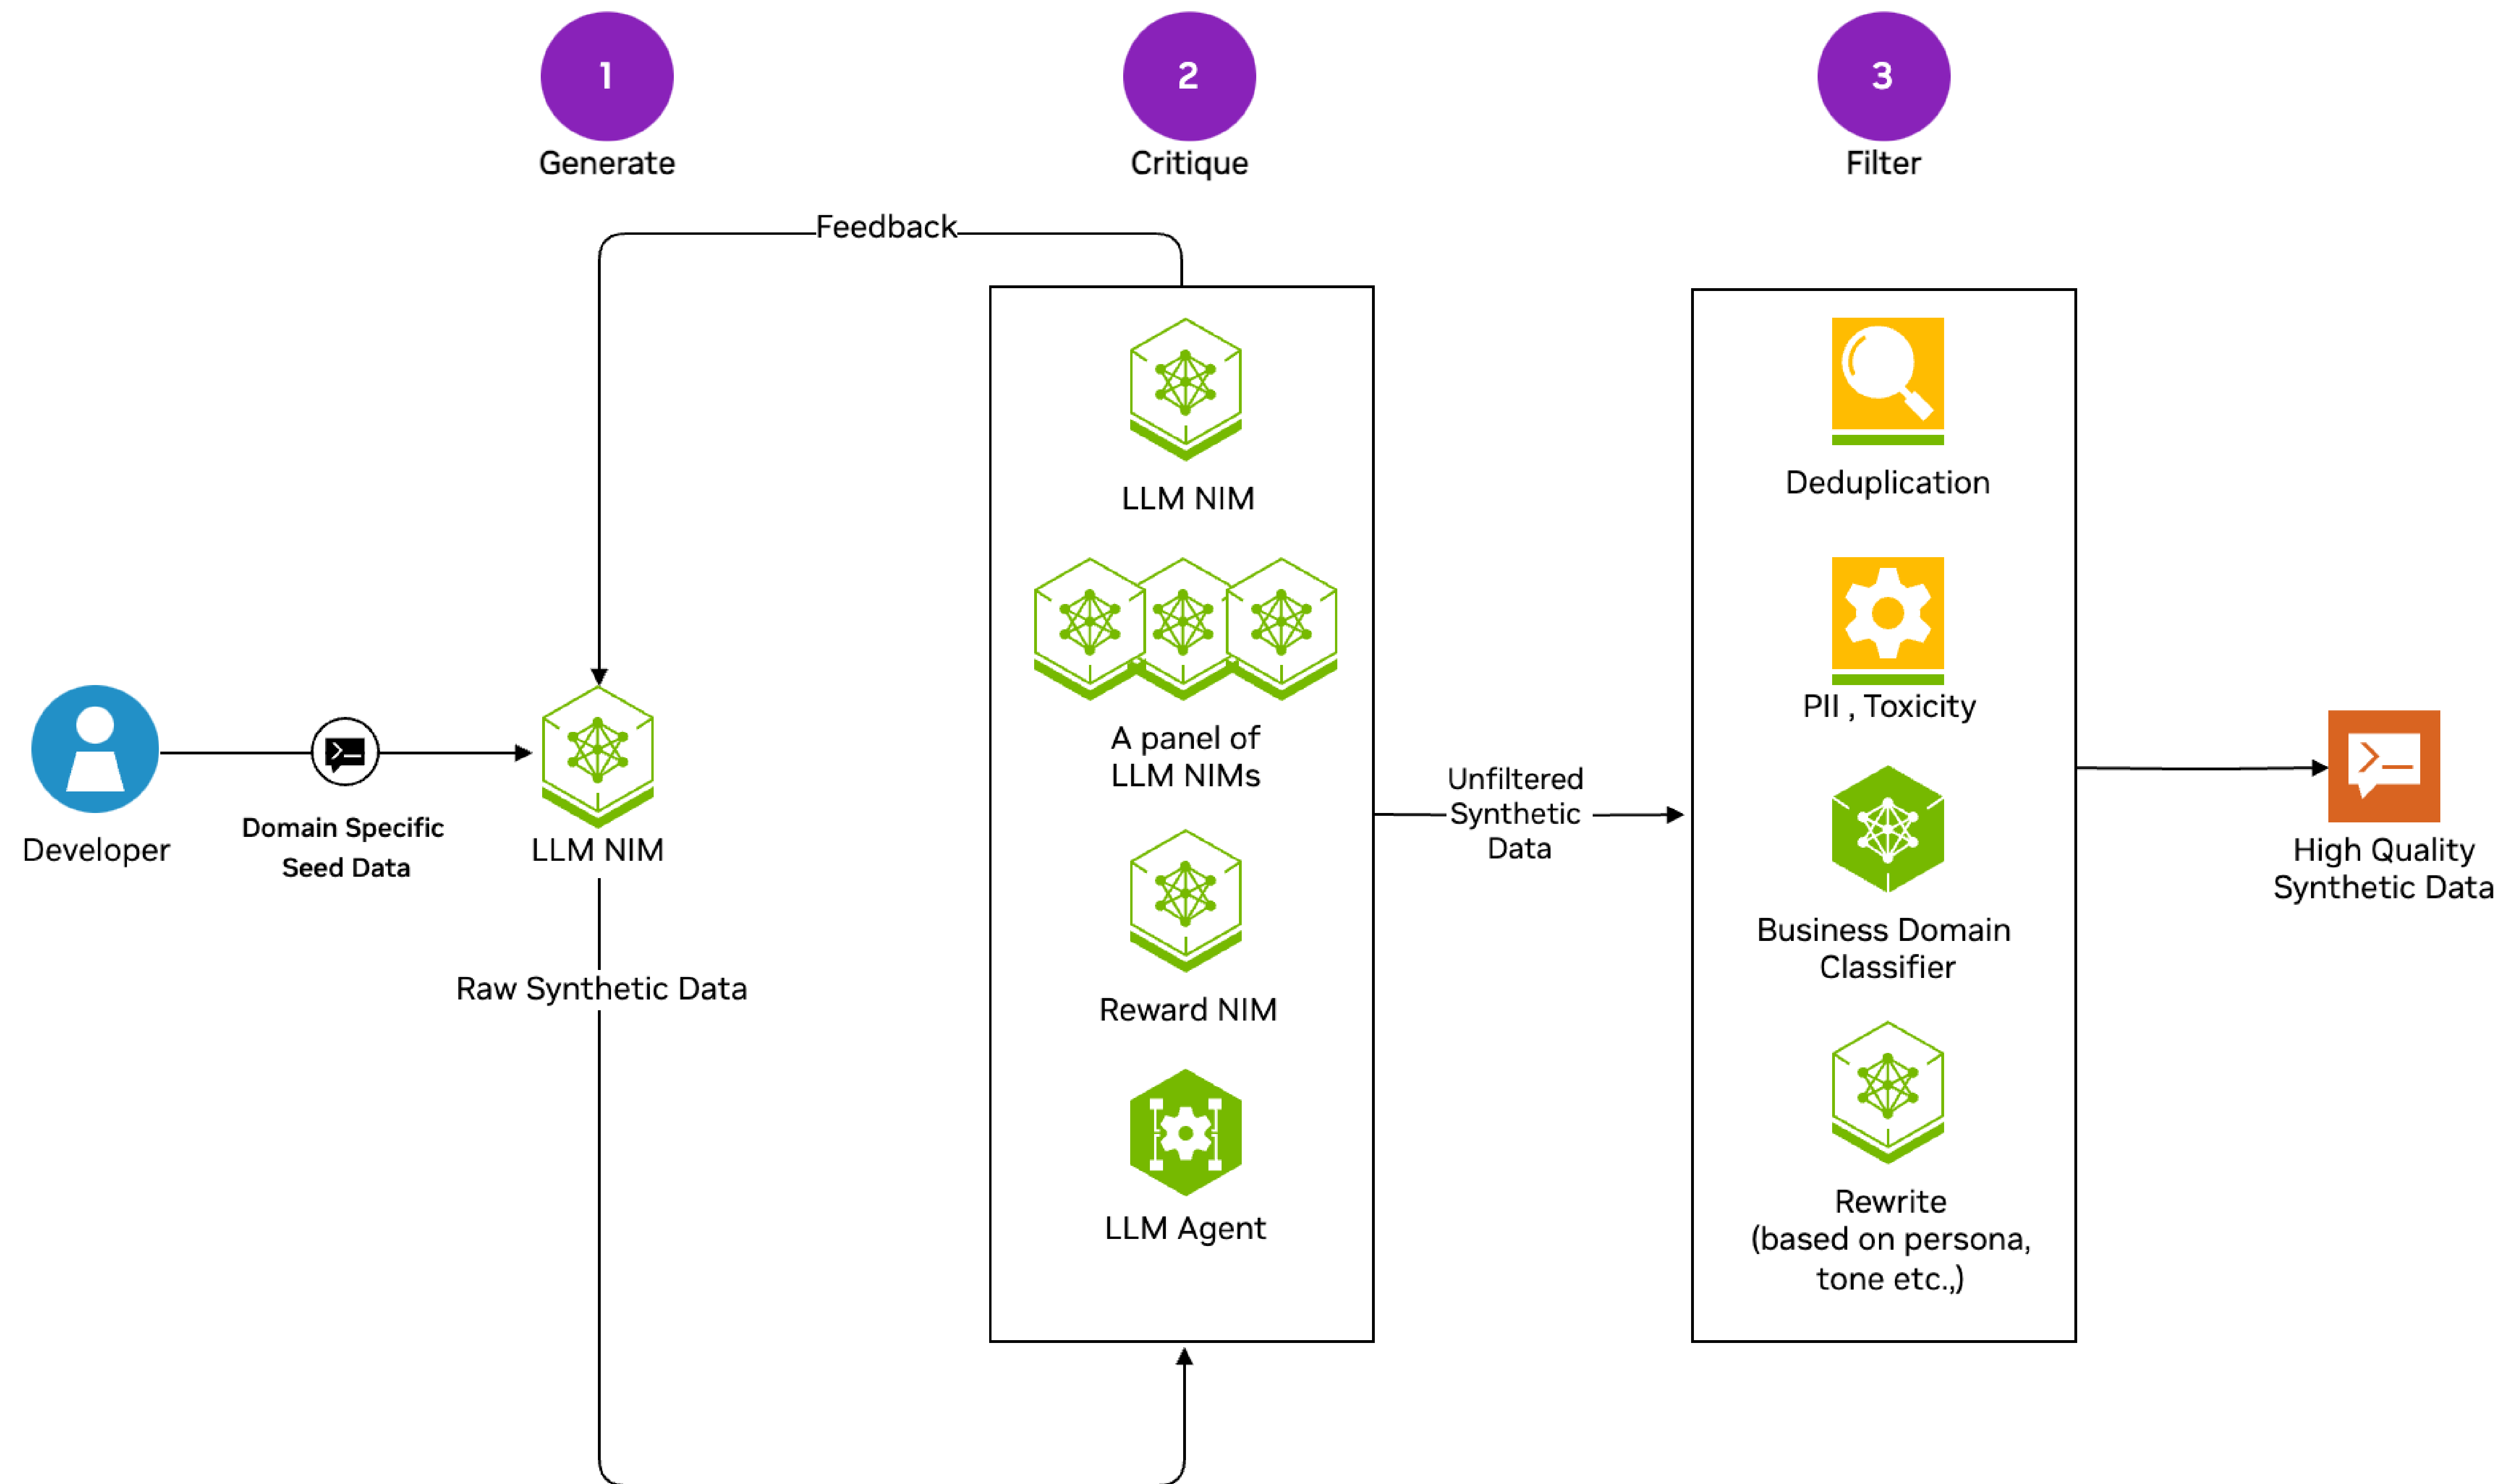 1
Generate
2
Critique
3
Filter
Feedback
Developer
Domain Specific
Seed Data
LLM NIM
Raw Synthetic Data
LLM NIM
A panel of
LLM NIMs
Reward NIM
LLM Agent
Unfiltered
Synthetic
Data
Deduplication
PII , Toxicity
Business Domain
Classifier
Rewrite
(based on persona,
tone etc.,)
High Quality
Synthetic Data